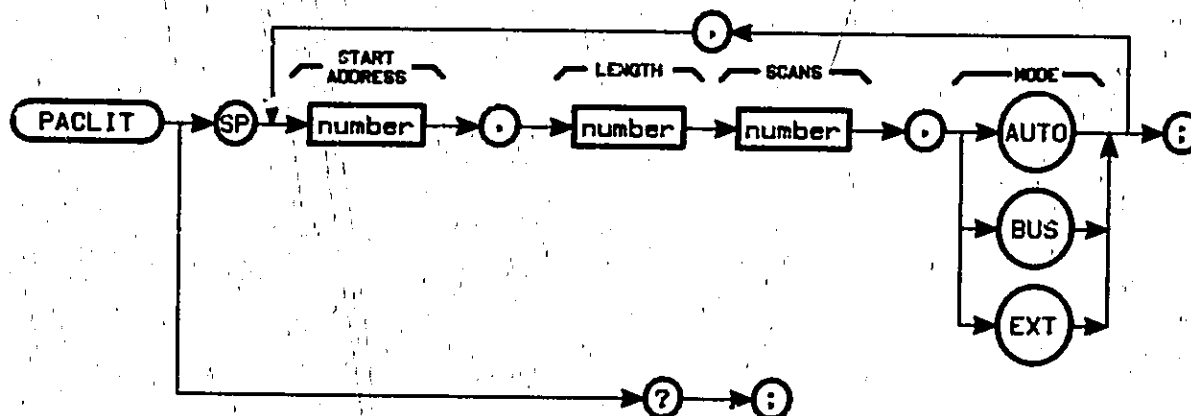 ,
START ADDRESS LENGTH SCANS MODE
PACLIT SP number , number number , AUTO ;
BUS
EXT
? ;